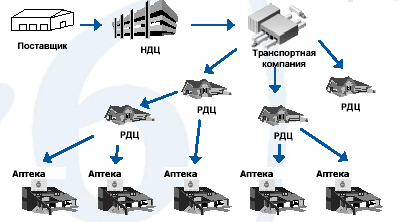 Поставщик
НДЦ
Транспортная
компания
РДЦ
РДЦ
РДЦ
РДЦ
Аптека
Аптека
Аптека
Аптека
Аптека